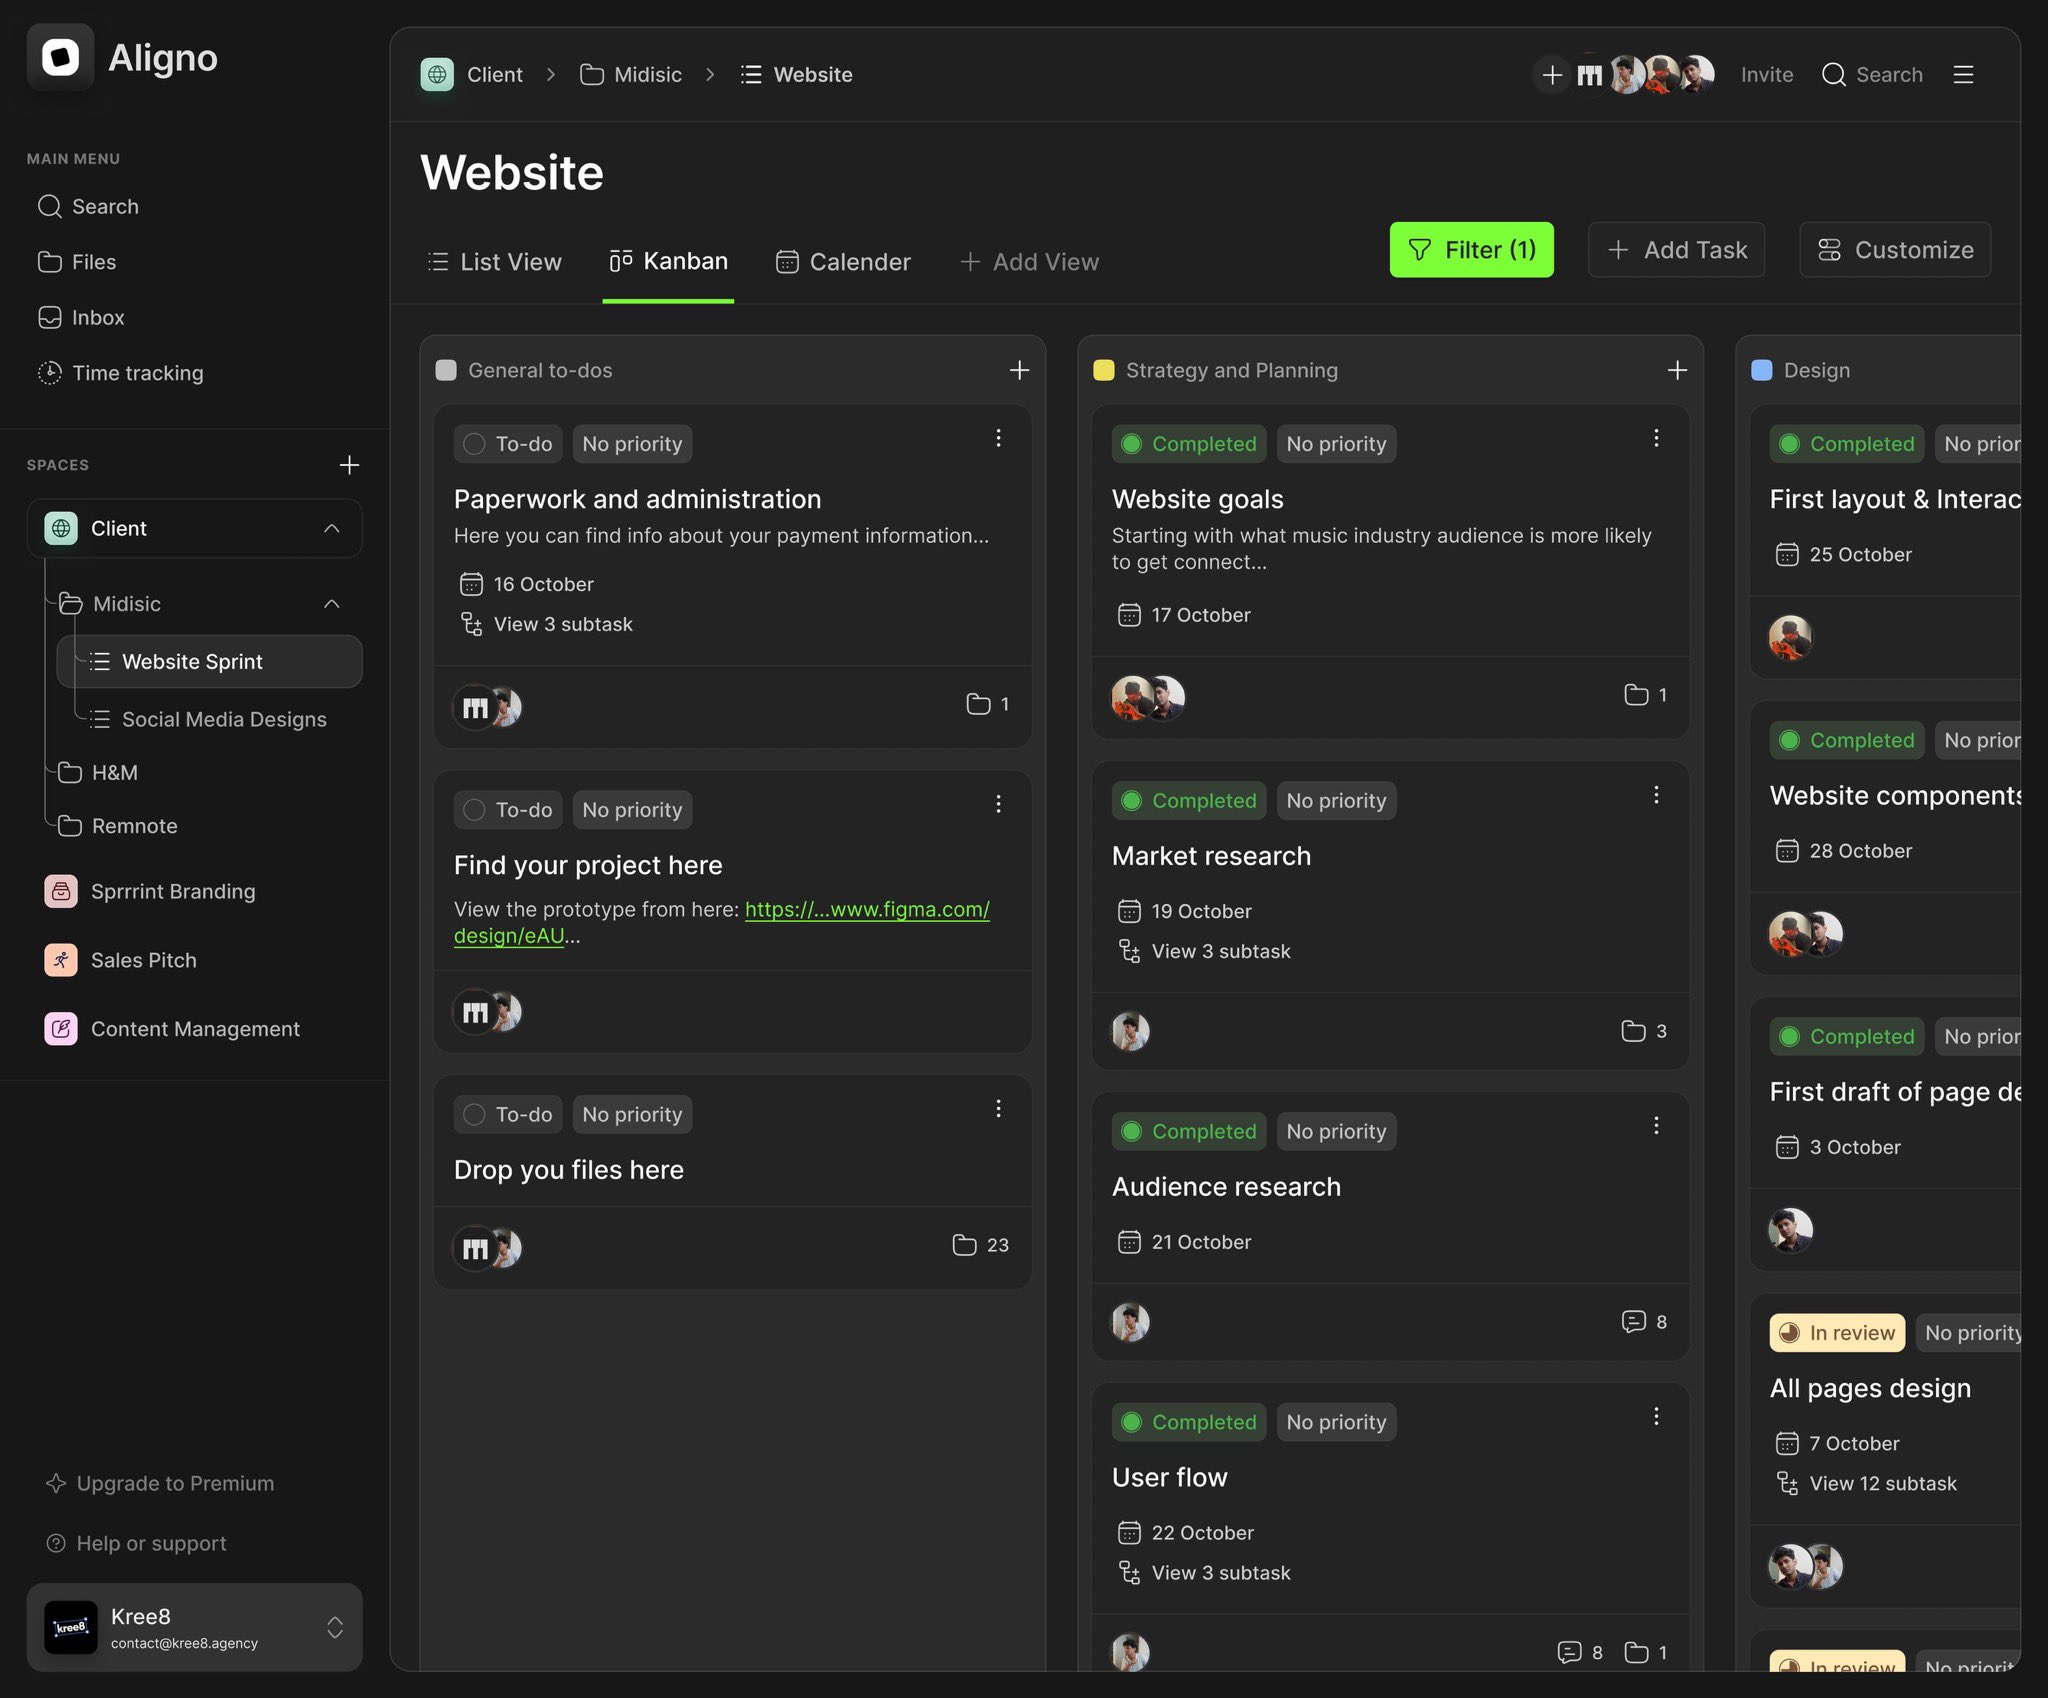 Aligno
MAIN MENU
Search
Files
Inbox
Time tracking
SPACES
Client
Midisic
Website Sprint
Social Media Designs
H&M
Remnote
Sprrrint Branding
Sales Pitch
Content Management
Upgrade to Premium
Help or support
kree8
Kree8
contact@kree8.agency
Client
Midisic
Website
Invite
Search
Website
List View
Kanban
Calender
Add View
Filter (1)
Add Task
Customize
General to-dos
To-do
No priority
Paperwork and administration
Here you can find info about your payment information...
16 October
View 3 subtask
1
To-do
No priority
Find your project here
View the prototype from here: https://...www.figma.com/
design/eAU...
To-do
No priority
Drop you files here
23
Strategy and Planning
Completed
No priority
Website goals
Starting with what music industry audience is more likely
to get connect...
17 October
1
Completed
No priority
Market research
19 October
View 3 subtask
3
Completed
No priority
Audience research
21 October
8
Completed
No priority
User flow
22 October
View 3 subtask
8
1
Design
Completed
No prior
First layout & Interac
25 October
Completed
No prior
Website components
28 October
Completed
No prior
First draft of page de
3 October
In review
No priority
All pages design
7 October
View 12 subtask
In review
No priorit